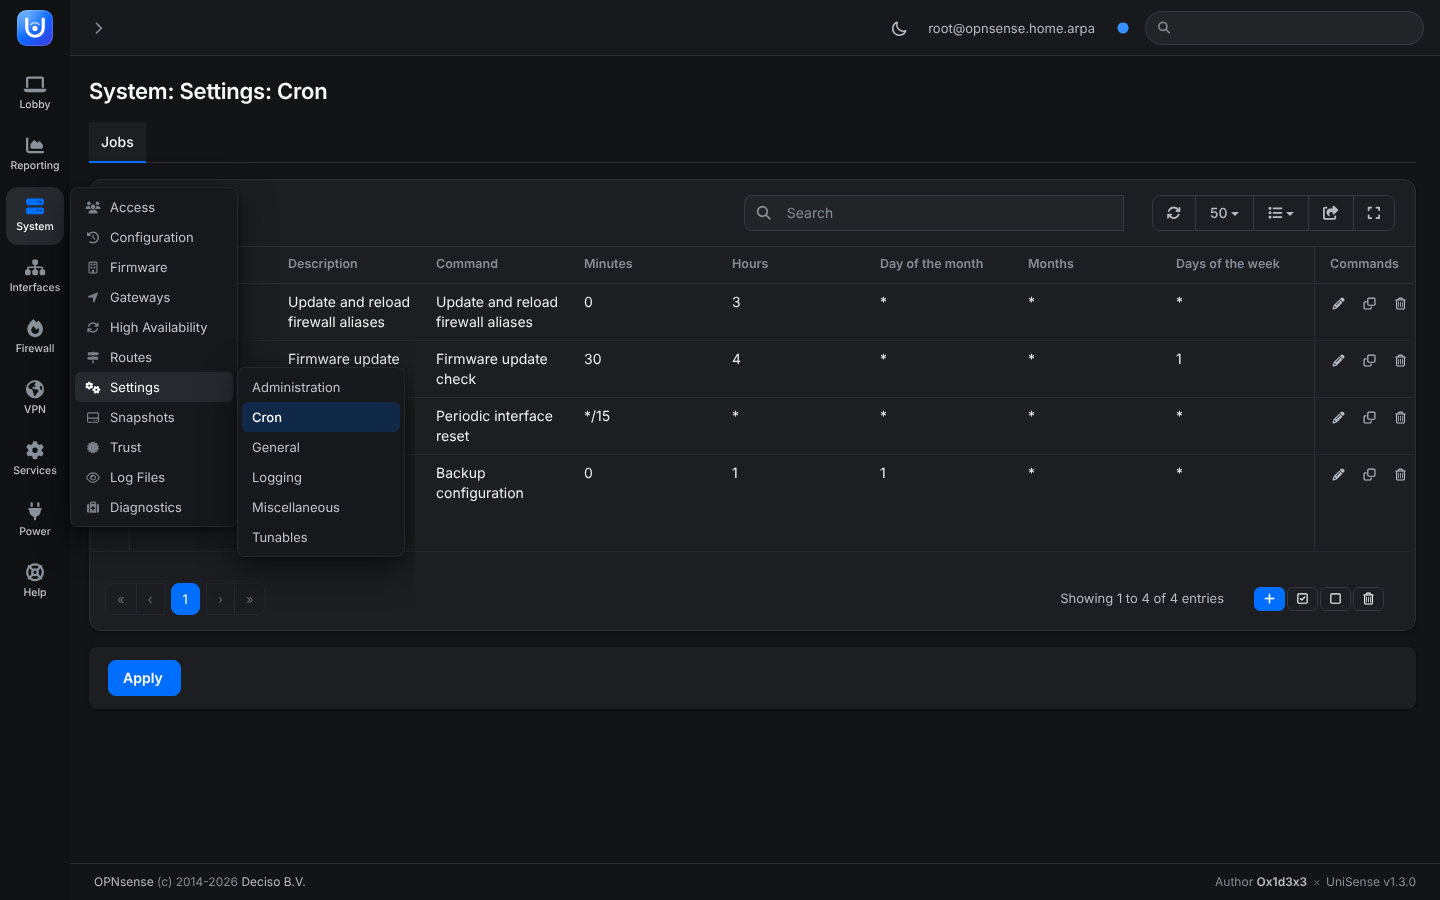 root@opnsense.home.arpa
Lobby
Reporting
System
Interfaces
Firewall
VPN
Services
Power
Help
System: Settings: Cron
Jobs
Access
Configuration
Firmware
Gateways
High Availability
Routes
Settings
Snapshots
Trust
Log Files
Diagnostics
Administration
Cron
General
Logging
Miscellaneous
Tunables
Search
50
Description Command Minutes Hours Day of the month Months Days of the week Commands
Update and reload firewall aliases Update and reload firewall aliases 0 3 * * *
Firmware update Firmware update check 30 4 * * 1
Periodic interface reset */15 * * * *
Backup configuration 0 1 1 * *
« ‹ 1 › »
Showing 1 to 4 of 4 entries
Apply
OPNsense (c) 2014-2026 Deciso B.V.
Author 0x1d3x3 × UniSense v1.3.0